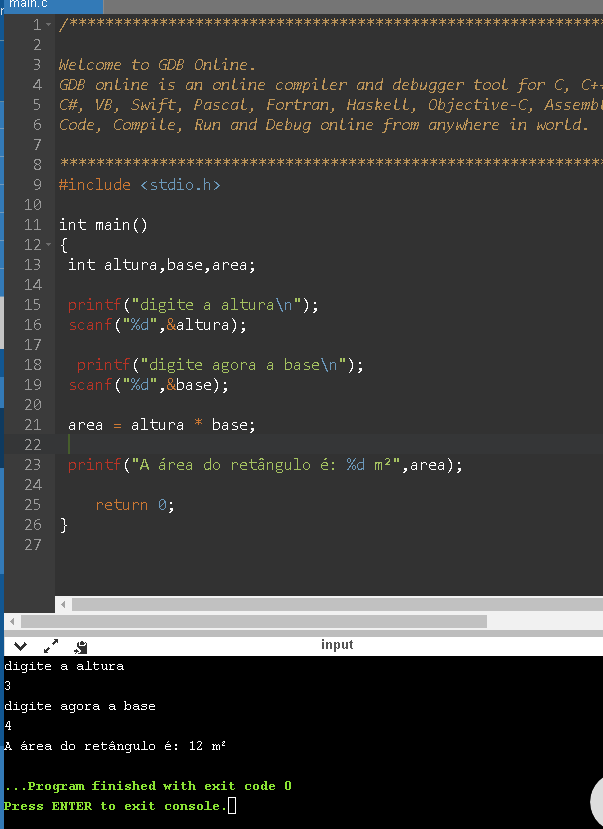 main.c
1 /************************************************************
2
3 Welcome to GDB Online.
4 GDB online is an online compiler and debugger tool for C, C++
5 C#, VB, Swift, Pascal, Fortran, Haskell, Objective-C, Assembl
6 Code, Compile, Run and Debug online from anywhere in world.
7
8 *************************************************************
9 #include <stdio.h>
10
11 int main()
12 {
13 int altura,base,area;
14
15 printf("digite a altura\n");
16 scanf("%d",&altura);
17
18 printf("digite agora a base\n");
19 scanf("%d",&base);
20
21 area = altura * base;
22
23 printf("A área do retângulo é: %d m²",area);
24
25 return 0;
26 }
27
input
digite a altura
3
digite agora a base
4
A área do retângulo é: 12 m²
...Program finished with exit code 0
Press ENTER to exit console.